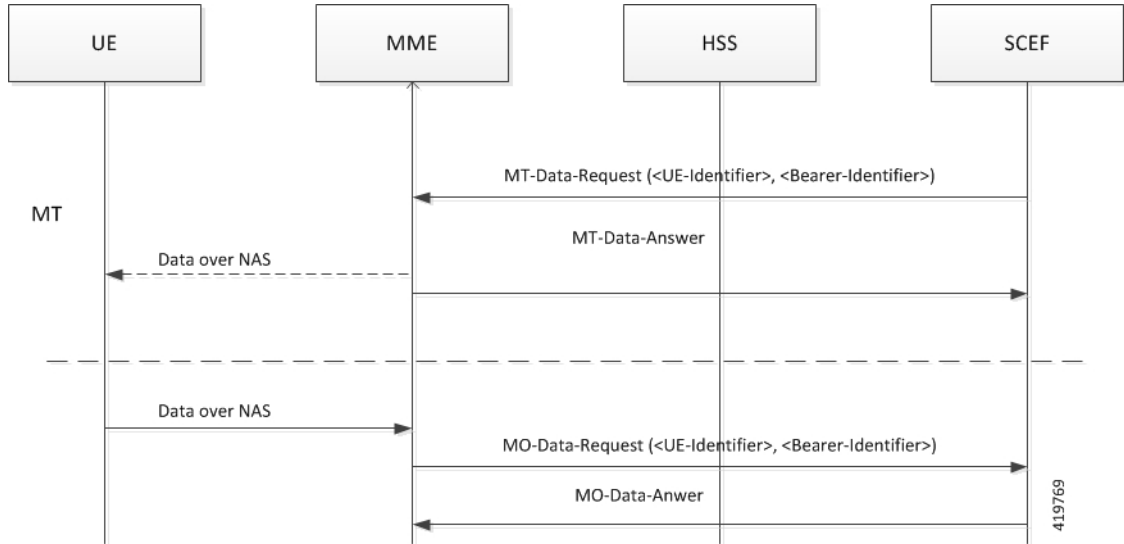 UE
MME
HSS
SCEF
MT-Data-Request (<UE-Identifier>, <Bearer-Identifier>)
MT
MT-Data-Answer
Data over NAS
Data over NAS
MO-Data-Request (<UE-Identifier>, <Bearer-Identifier>)
MO-Data-Anwer
419769